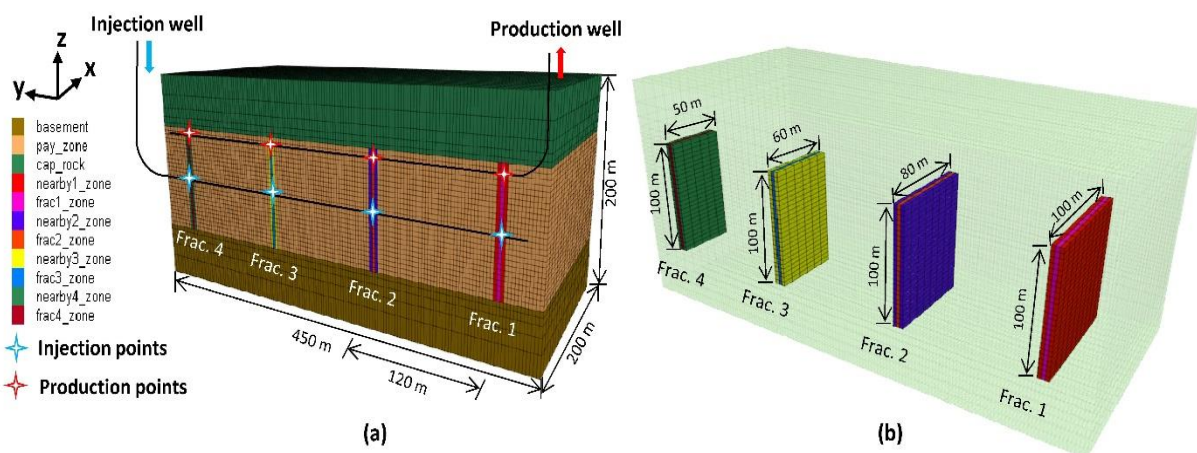 Injection well
Production well
z
x
y
basement
pay_zone
cap_rock
nearby1_zone
frac1_zone
nearby2_zone
frac2_zone
nearby3_zone
frac3_zone
nearby4_zone
frac4_zone
Injection points
Production points
Frac. 4
Frac. 3
Frac. 2
Frac. 1
200 m
200 m
450 m
120 m
(a)
50 m
60 m
80 m
100 m
100 m
100 m
100 m
100 m
Frac. 4
Frac. 3
Frac. 2
Frac. 1
(b)